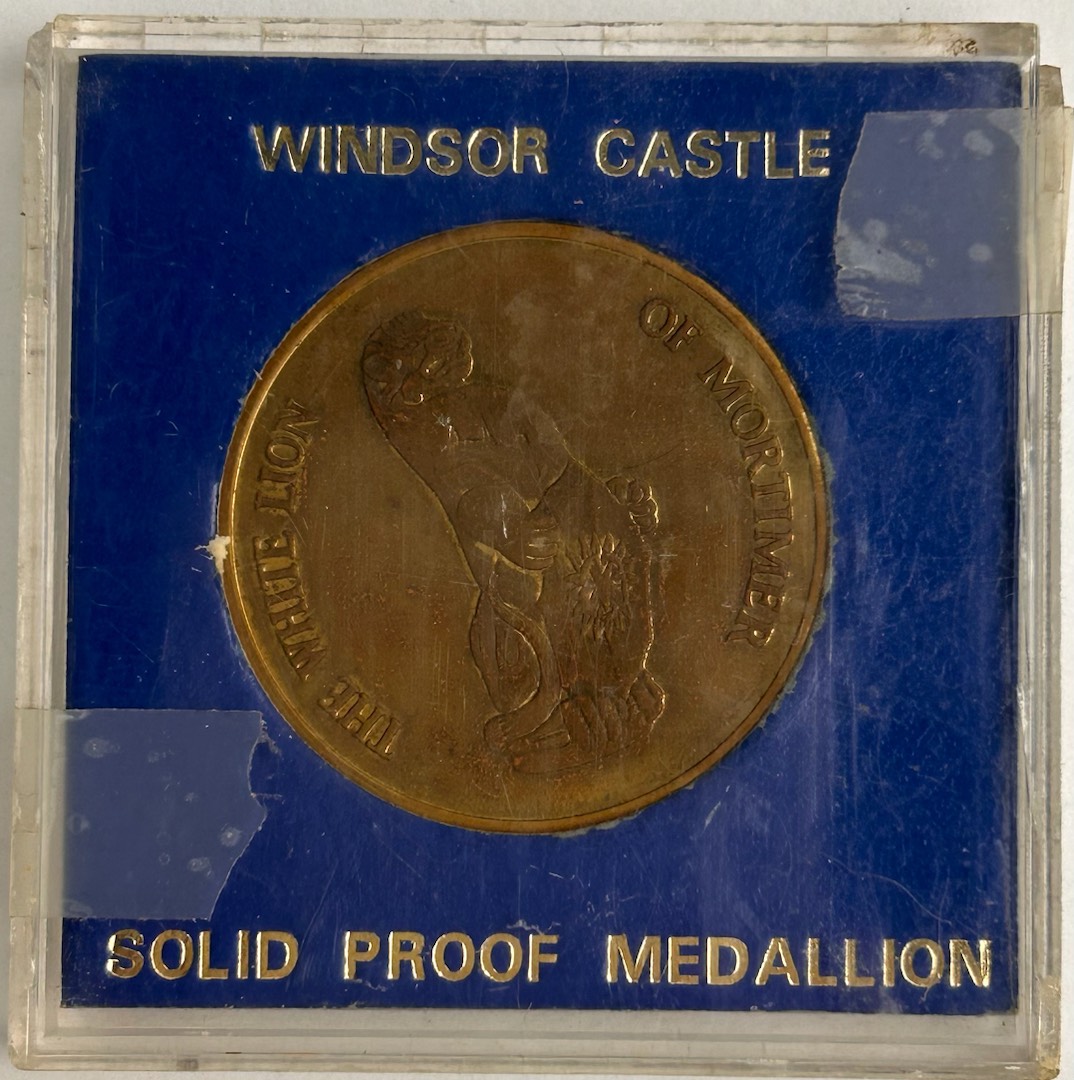 WINDSOR CASTLE
THE WHITE LION
OF MORTIMER
SOLID PROOF MEDALLION